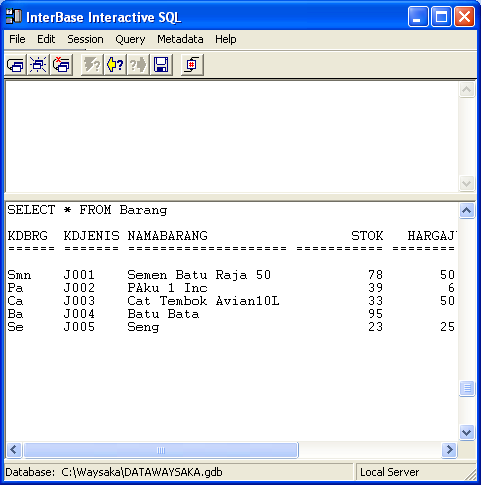 InterBase Interactive SQL
File Edit Session Query Metadata Help
SELECT * FROM Barang
KDBRG KDJENIS NAMABARANG STOK HARGAJ
====== ======= ==================== =========== ========
Smn J001 Semen Batu Raja 50 78 50
Pa J002 PAku 1 Inc 39 6
Ca J003 Cat Tembok Avian10L 33 50
Ba J004 Batu Bata 95
Se J005 Seng 23 25
Database: C:\Waysaka\DATAWAYSAKA.gdb Local Server